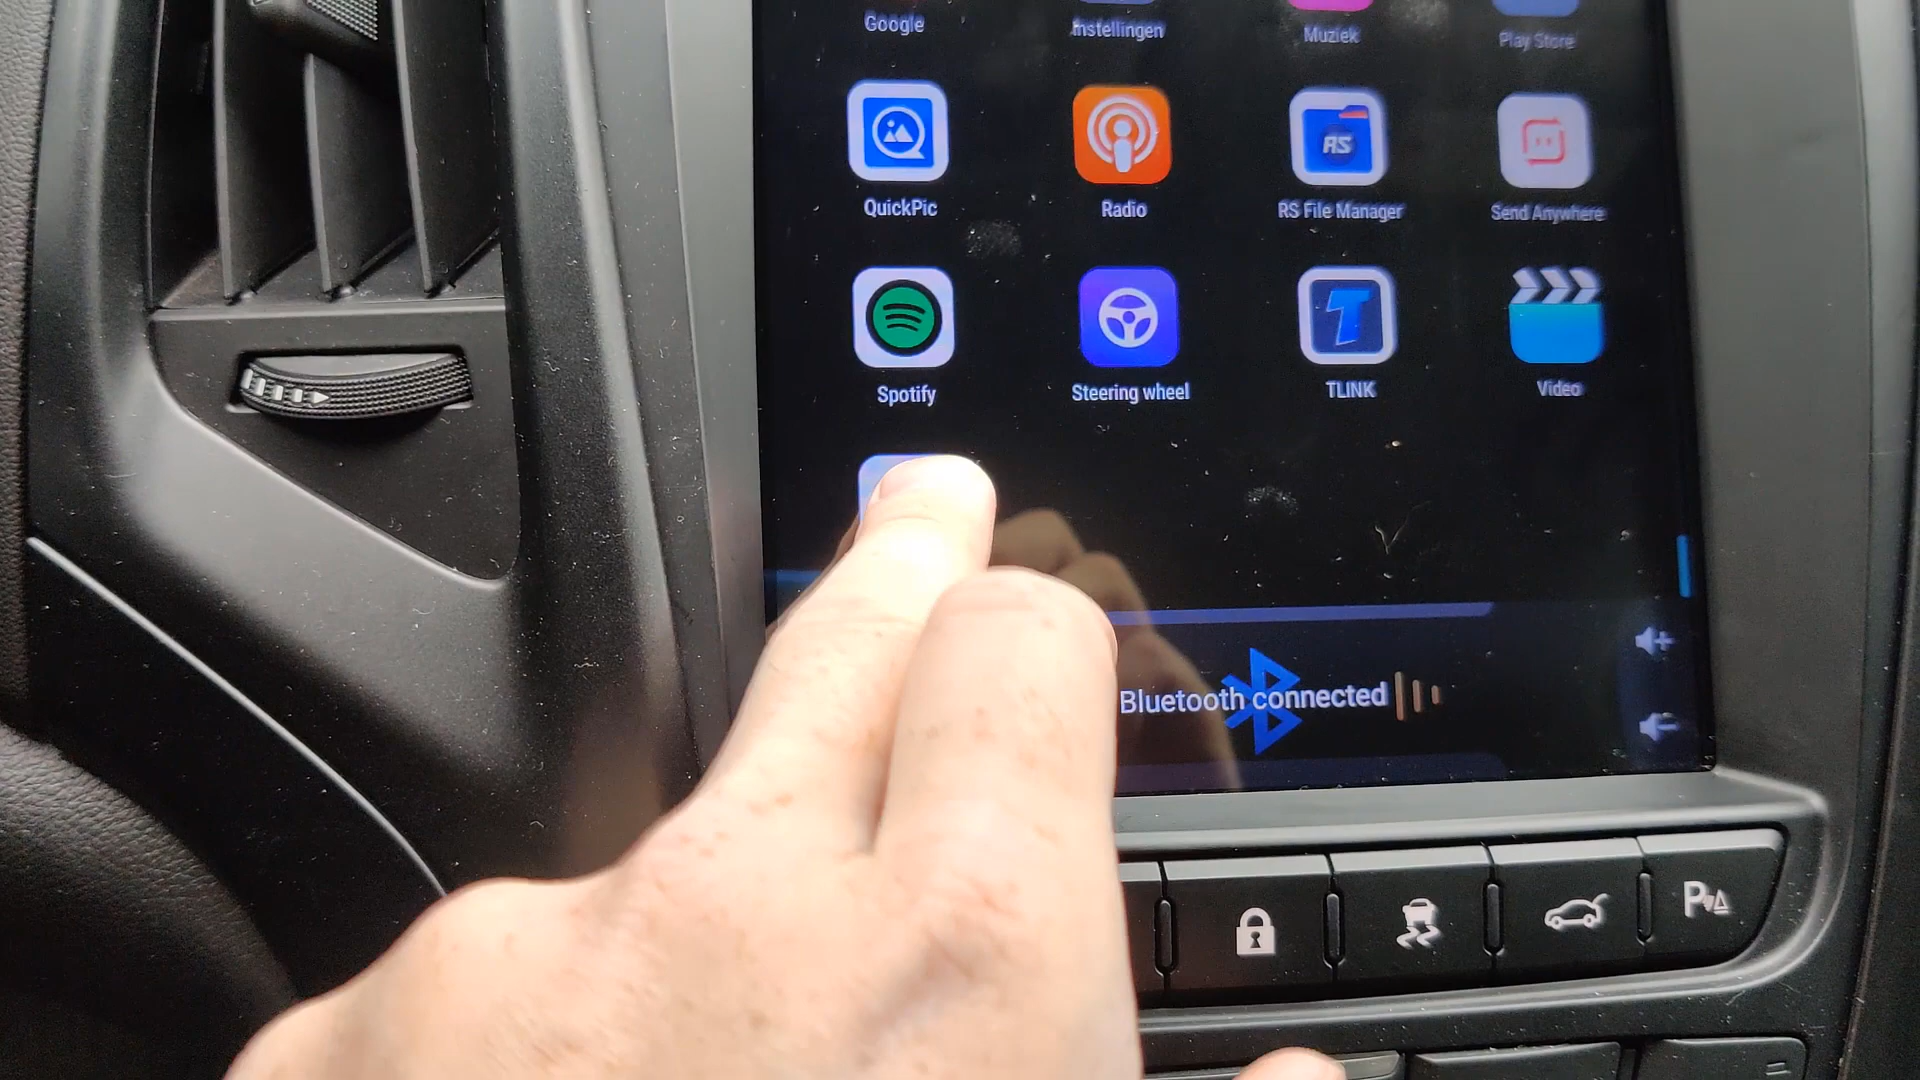 Google Instellingen Muziek Play Store
RS
QuickPic Radio RS File Manager Send Anywhere
T
Spotify Steering wheel TLINK Video
Bluetooth connected
P